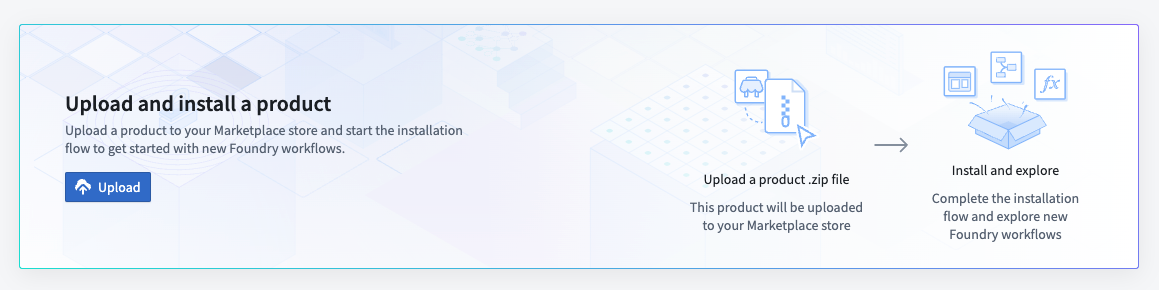 Upload and install a product
Upload a product to your Marketplace store and start the installation
flow to get started with new Foundry workflows.
Upload
Upload a product .zip file
This product will be uploaded
to your Marketplace store
fx
Install and explore
Complete the installation
flow and explore new
Foundry workflows